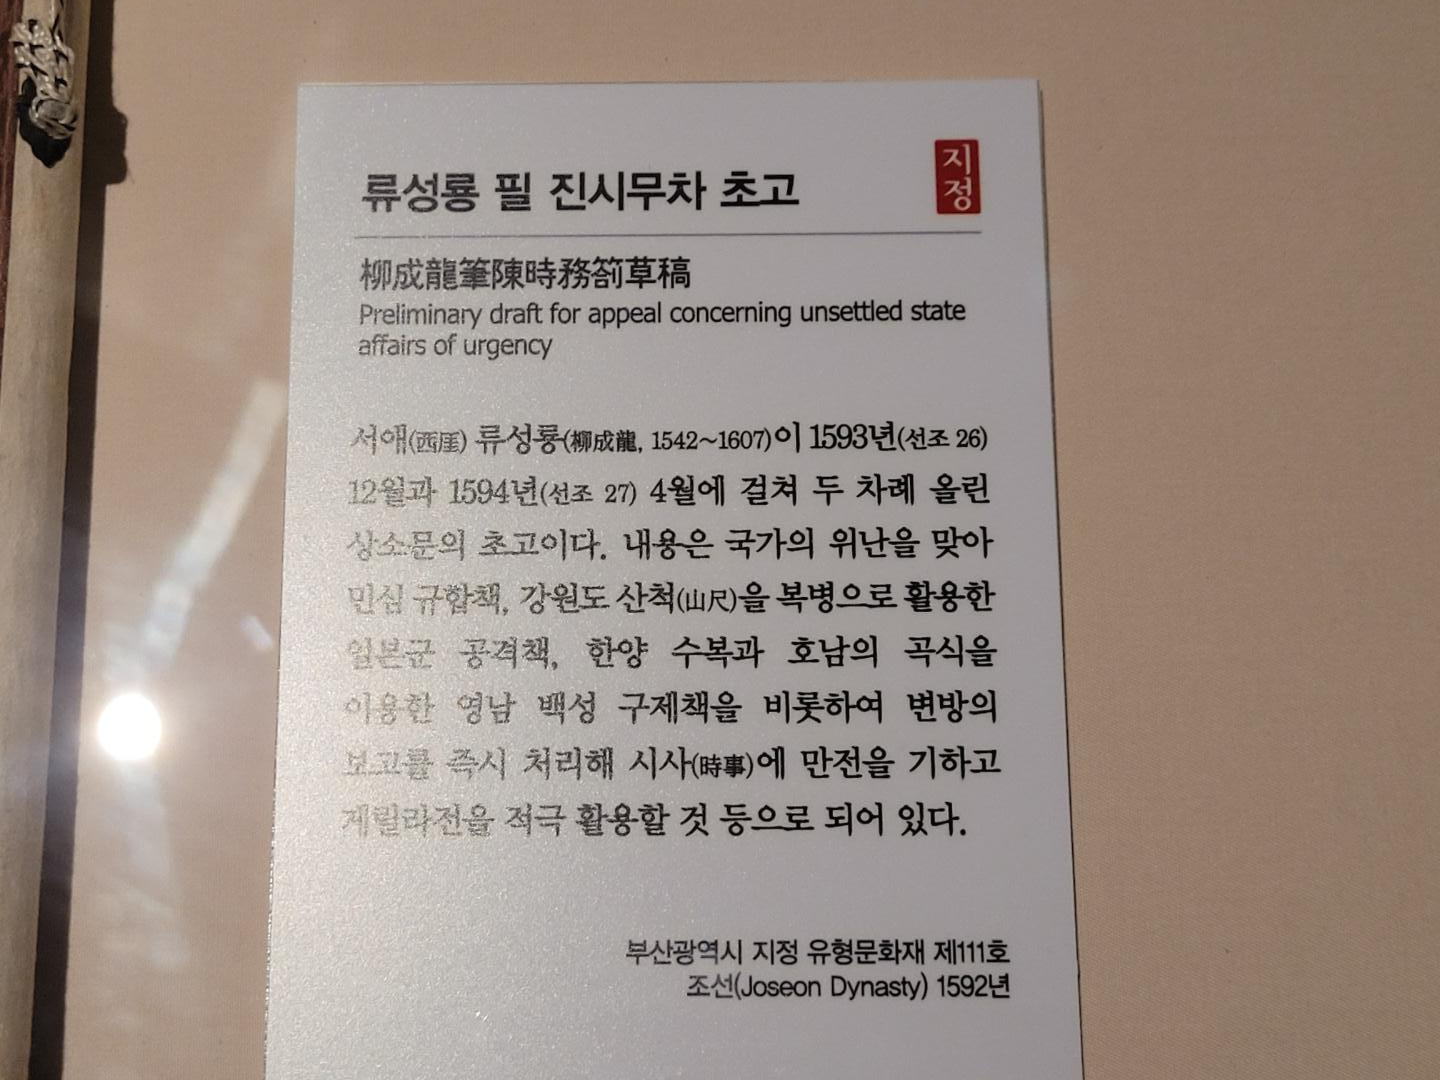 류성룡 필 진시무차 초고
지정
柳成龍筆陳時務箚草稿
Preliminary draft for appeal concerning unsettled state
affairs of urgency
서애(西厓) 류성룡(柳成龍, 1542~1607)이 1593년(선조 26)
12월과 1594년(선조 27) 4월에 걸쳐 두 차례 올린
상소문의 초고이다. 내용은 국가의 위난을 맞아
민심 규합책, 강원도 산척(山尺)을 복병으로 활용한
일본군 공격책, 한양 수복과 호남의 곡식을
이용한 영남 백성 구제책을 비롯하여 변방의
보고를 즉시 처리해 시사(時事)에 만전을 기하고
게릴라전을 적극 활용할 것 등으로 되어 있다.
부산광역시 지정 유형문화재 제111호
조선(Joseon Dynasty) 1592년